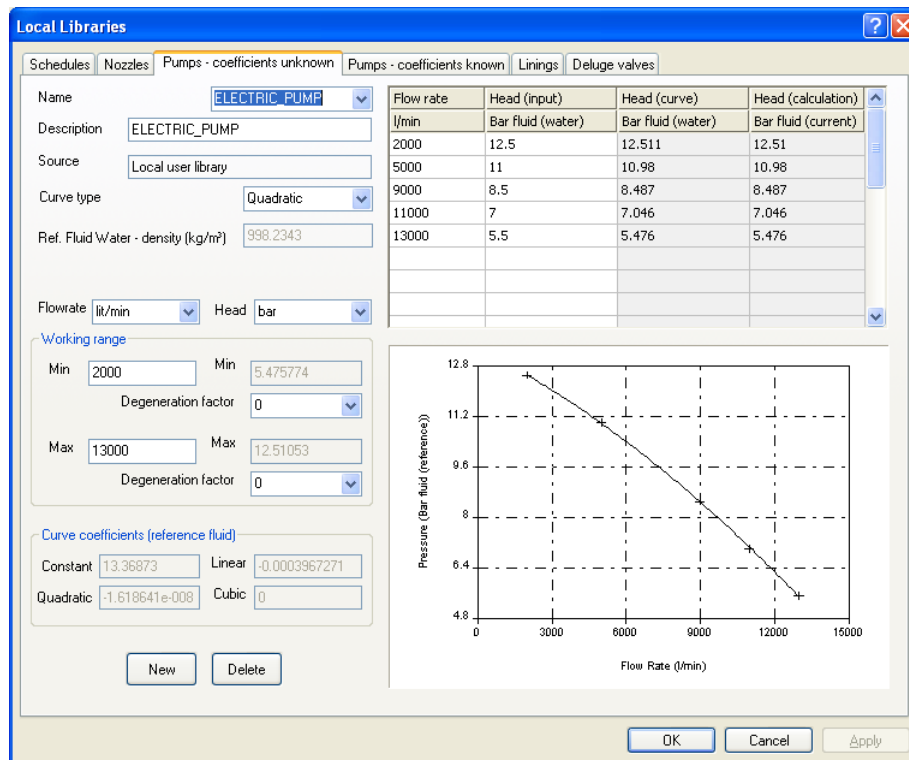 Local Libraries
Schedules Nozzles Pumps - coefficients unknown Pumps - coefficients known Linings Deluge valves
Name ELECTRIC_PUMP
Description ELECTRIC_PUMP
Source Local user library
Curve type Quadratic
Ref. Fluid Water - density (kg/m³) 998.2343
Flowrate lit/min Head bar
Working range
Min 2000 Min 5.475774
Degeneration factor 0
Max 13000 Max 12.51053
Degeneration factor 0
Curve coefficients (reference fluid)
Constant 13.36873 Linear -0.0003967271
Quadratic -1.618641e-008 Cubic 0
New Delete
Flow rate Head (input) Head (curve) Head (calculation)
l/min Bar fluid (water) Bar fluid (water) Bar fluid (current)
2000 12.5 12.511 12.51
5000 11 10.98 10.98
9000 8.5 8.487 8.487
11000 7 7.046 7.046
13000 5.5 5.476 5.476
Pressure (Bar fluid (reference))
12.8
11.2
9.6
8
6.4
4.8
0 3000 6000 9000 12000 15000
Flow Rate (l/min)
OK Cancel Apply